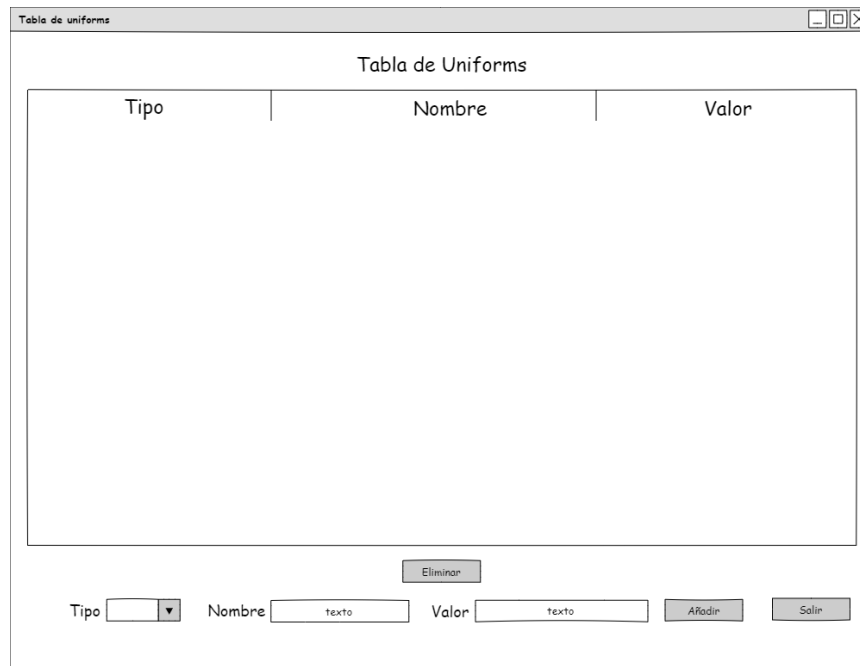 Tabla de uniforms
Tabla de Uniforms
Tipo Nombre Valor
Eliminar
Tipo Nombre texto Valor texto Añadir Salir